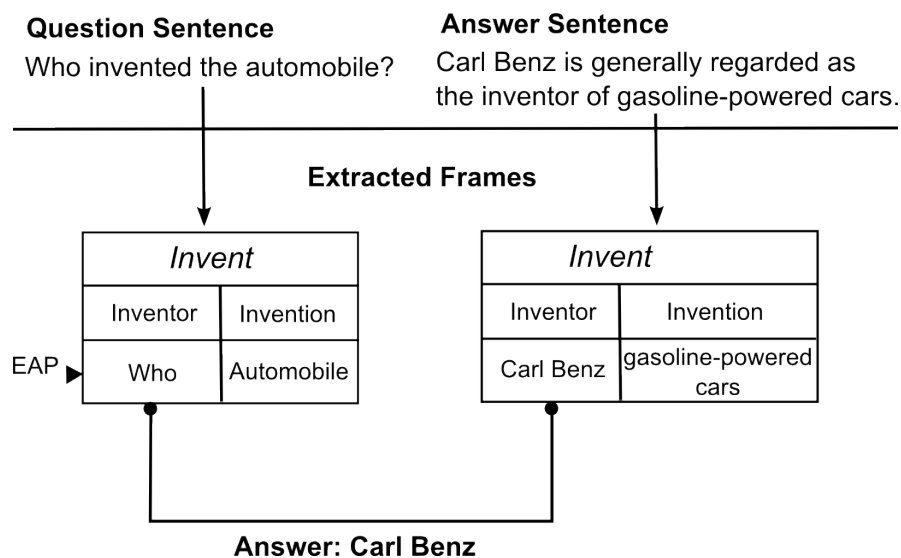 Question Sentence
Who invented the automobile?
Answer Sentence
Carl Benz is generally regarded as
the inventor of gasoline-powered cars.
Extracted Frames
Invent
Inventor
Invention
EAP
Who
Automobile
Invent
Inventor
Invention
Carl Benz
gasoline-powered
cars
Answer: Carl Benz